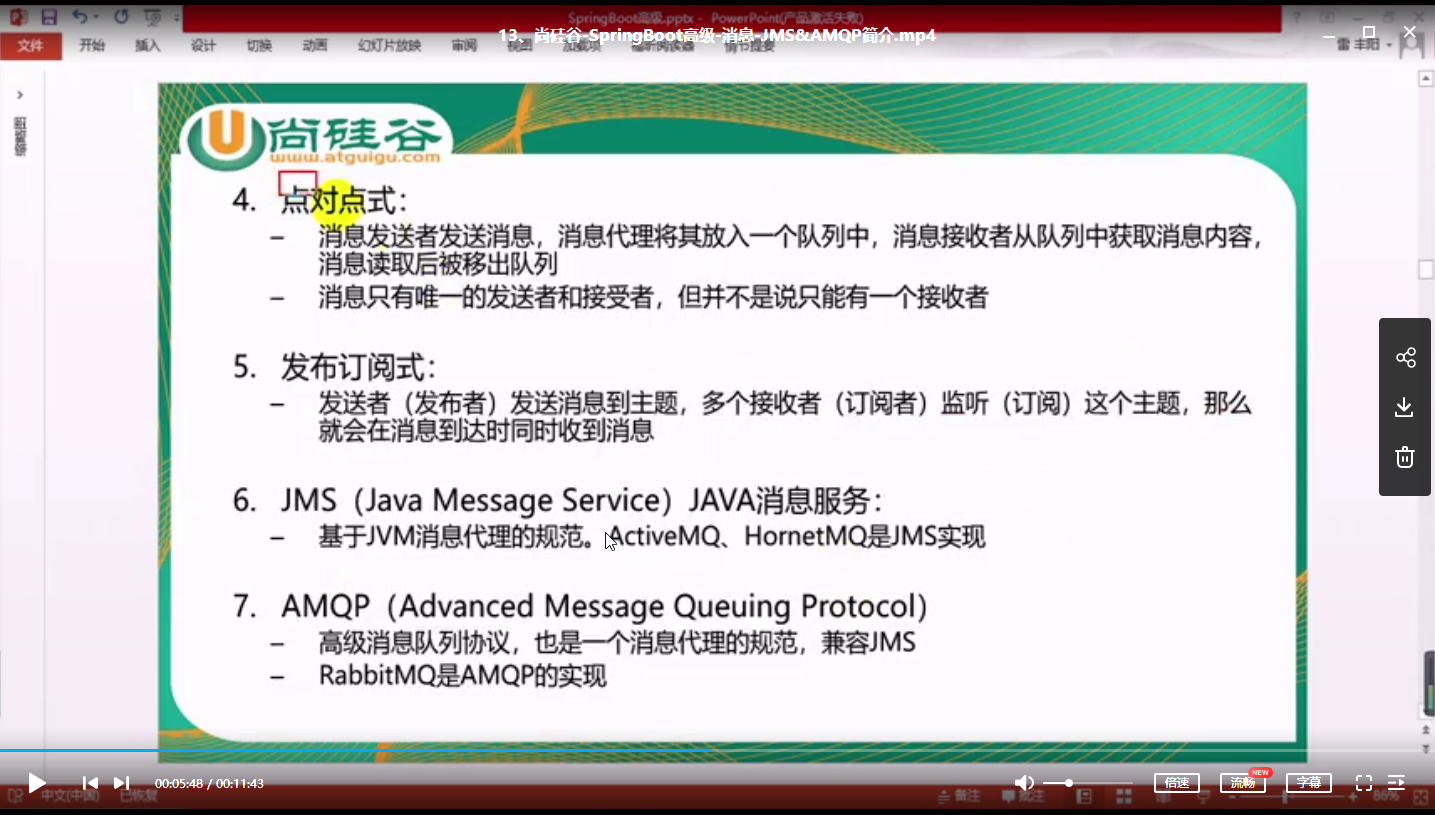 SpringBoot高级.pptx - PowerPoint(产品激活失败)
13、尚硅谷-SpringBoot高级-消息-JMS&AMQP简介.mp4
文件 开始 插入 设计 切换 动画 幻灯片放映 审阅 视图 加载项
雷 丰阳
缩略图
尚硅谷
www.atguigu.com
4. 点对点式：
– 消息发送者发送消息，消息代理将其放入一个队列中，消息接收者从队列中获取消息内容，
消息读取后被移出队列
– 消息只有唯一的发送者和接受者，但并不是说只能有一个接收者
5. 发布订阅式：
– 发送者（发布者）发送消息到主题，多个接收者（订阅者）监听（订阅）这个主题，那么
就会在消息到达时同时收到消息
6. JMS（Java Message Service）JAVA消息服务：
– 基于JVM消息代理的规范。ActiveMQ、HornetMQ是JMS实现
7. AMQP（Advanced Message Queuing Protocol）
– 高级消息队列协议，也是一个消息代理的规范，兼容JMS
– RabbitMQ是AMQP的实现
00:05:48 / 00:11:43
倍速 流畅 NEW 字幕
中文(中国) 已恢复 备注 批注 86%